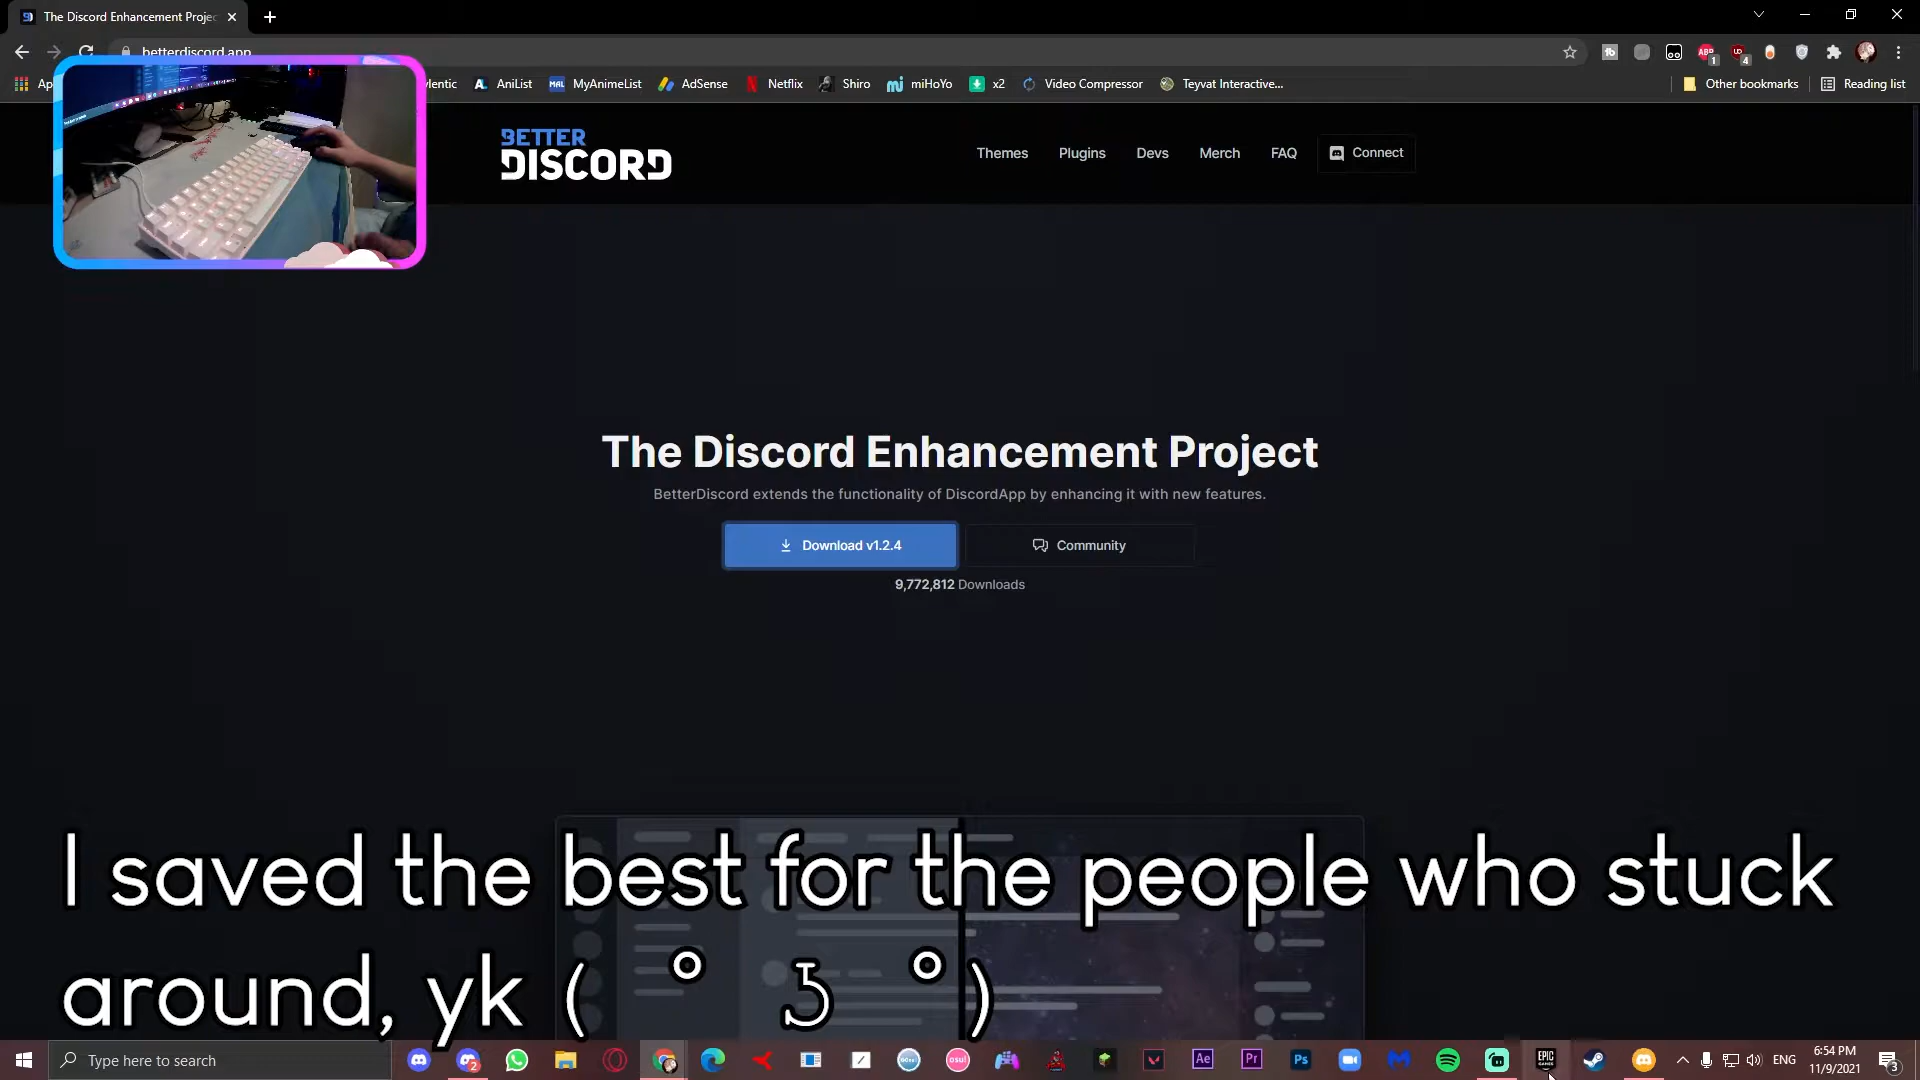 The Discord Enhancement Projec
betterdiscord.app
Ap
ylentic
AniList
MyAnimeList
AdSense
Netflix
Shiro
miHoYo
x2
Video Compressor
Teyvat Interactive...
Other bookmarks
Reading list
BETTER
DISCORD
Themes
Plugins
Devs
Merch
FAQ
Connect
The Discord Enhancement Project
BetterDiscord extends the functionality of DiscordApp by enhancing it with new features.
Download v1.2.4
Community
9,772,812 Downloads
I saved the best for the people who stuck
around, yk ( ° ʖ ° )
Type here to search
ENG
6:54 PM
11/9/2021